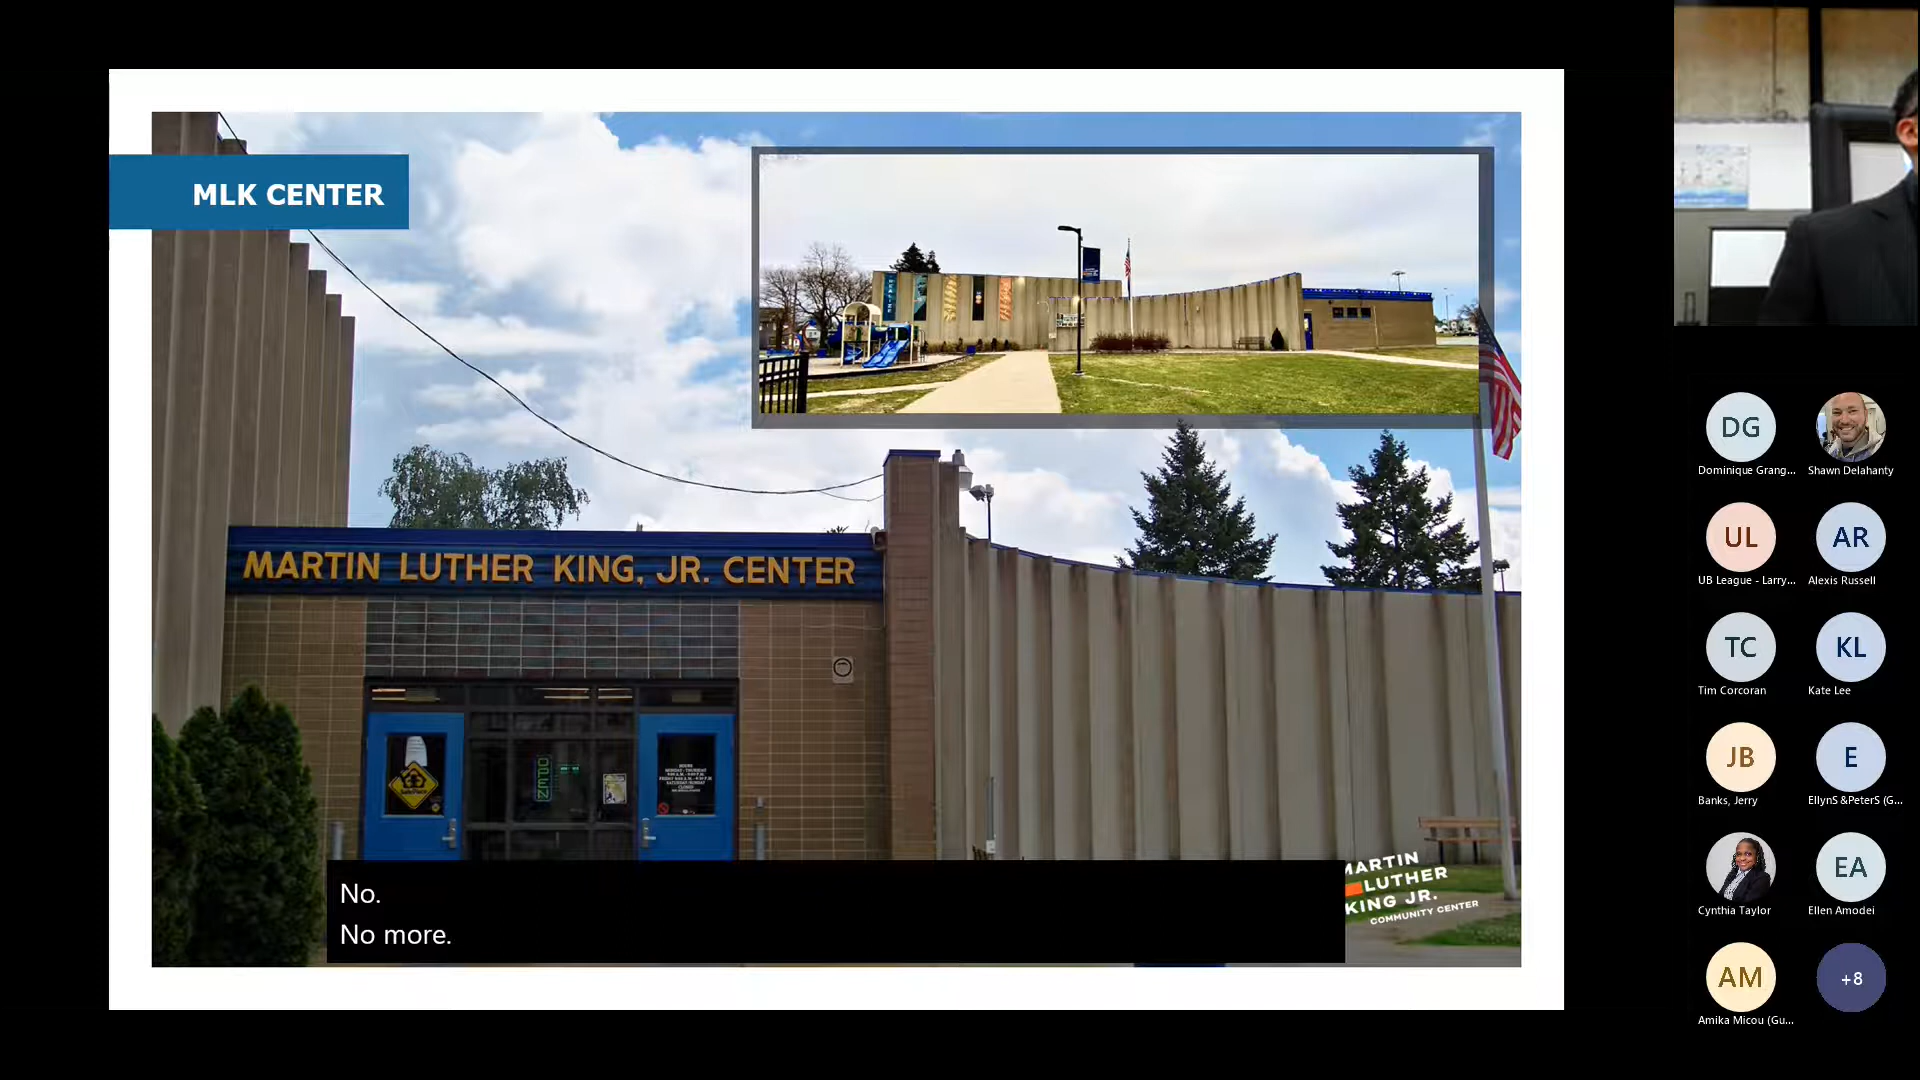 MLK CENTER
MARTIN LUTHER KING, JR. CENTER
OPEN
HOURS
No.
No more.
MARTIN
LUTHER
KING JR.
COMMUNITY CENTER
DG
Dominique Grang...
Shawn Delahanty
UL
UB League - Larry...
AR
Alexis Russell
TC
Tim Corcoran
KL
Kate Lee
JB
Banks, Jerry
E
EllynS &PeterS (G...
Cynthia Taylor
EA
Ellen Amodei
AM
Amika Micou (Gu...
+8